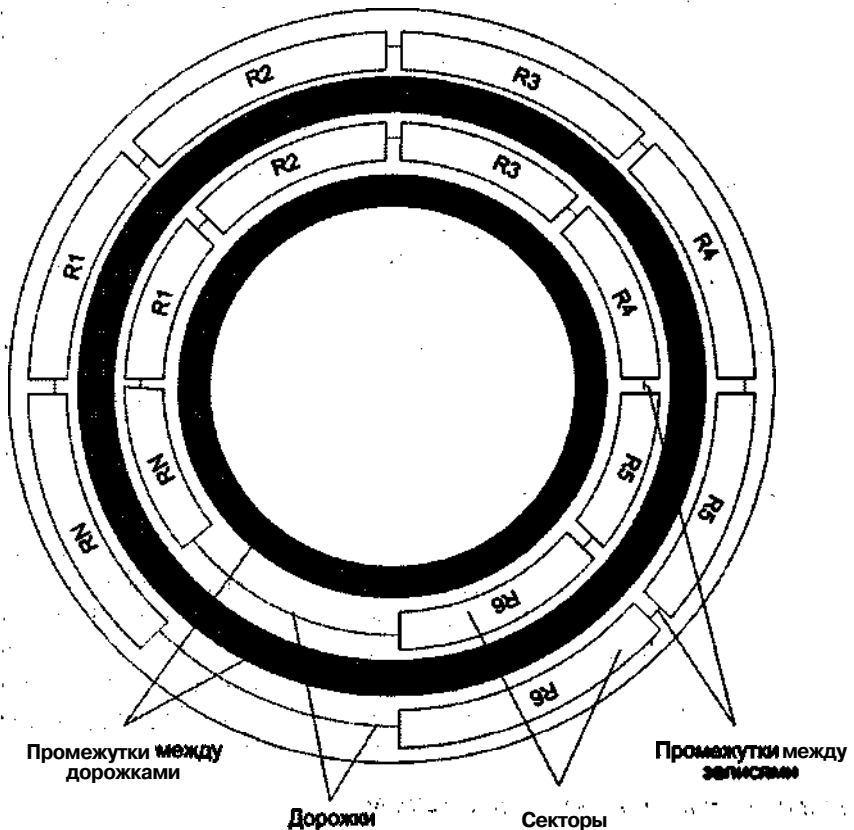 R2
R3
R2
R3
R1
R4
R1
R4
RN
R5
RN
R5
R6
R6
Промежутки между
дорожками
Промежутки между
записями
Дорожки
Секторы